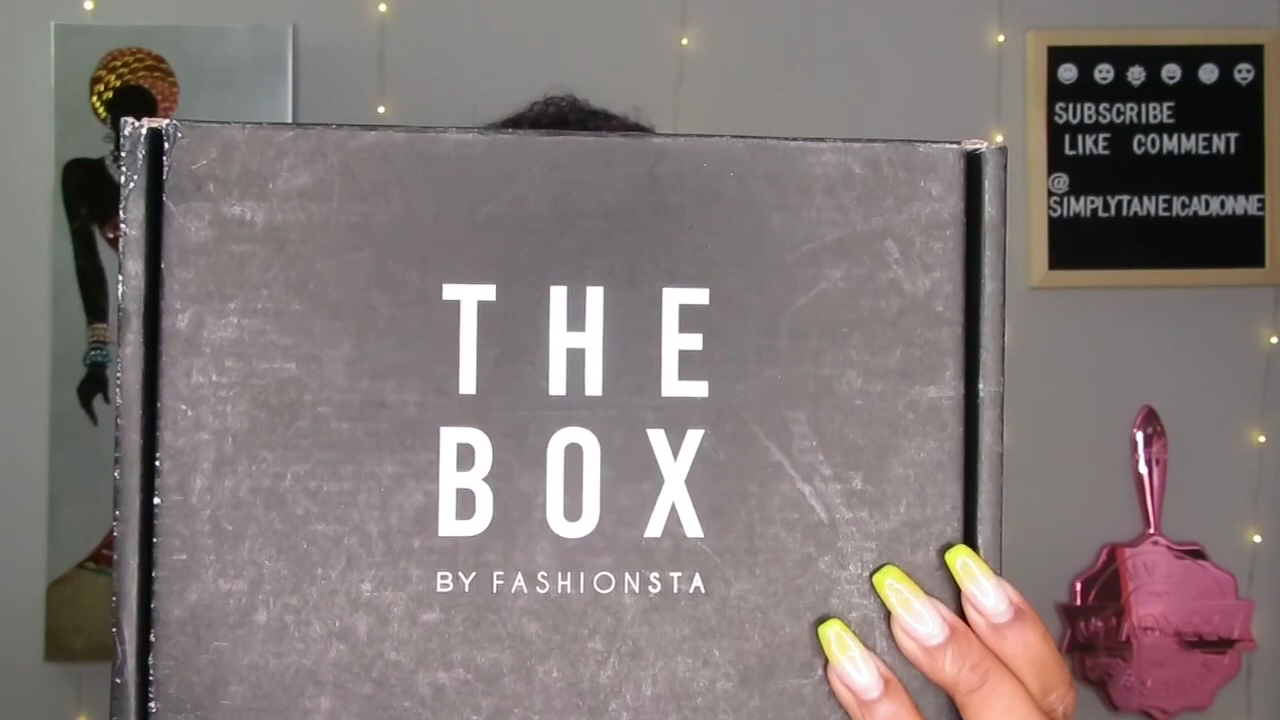 THE
BOX
BY FASHIONSTA
SUBSCRIBE
LIKE COMMENT
@
SIMPLYTANEICADIONNE